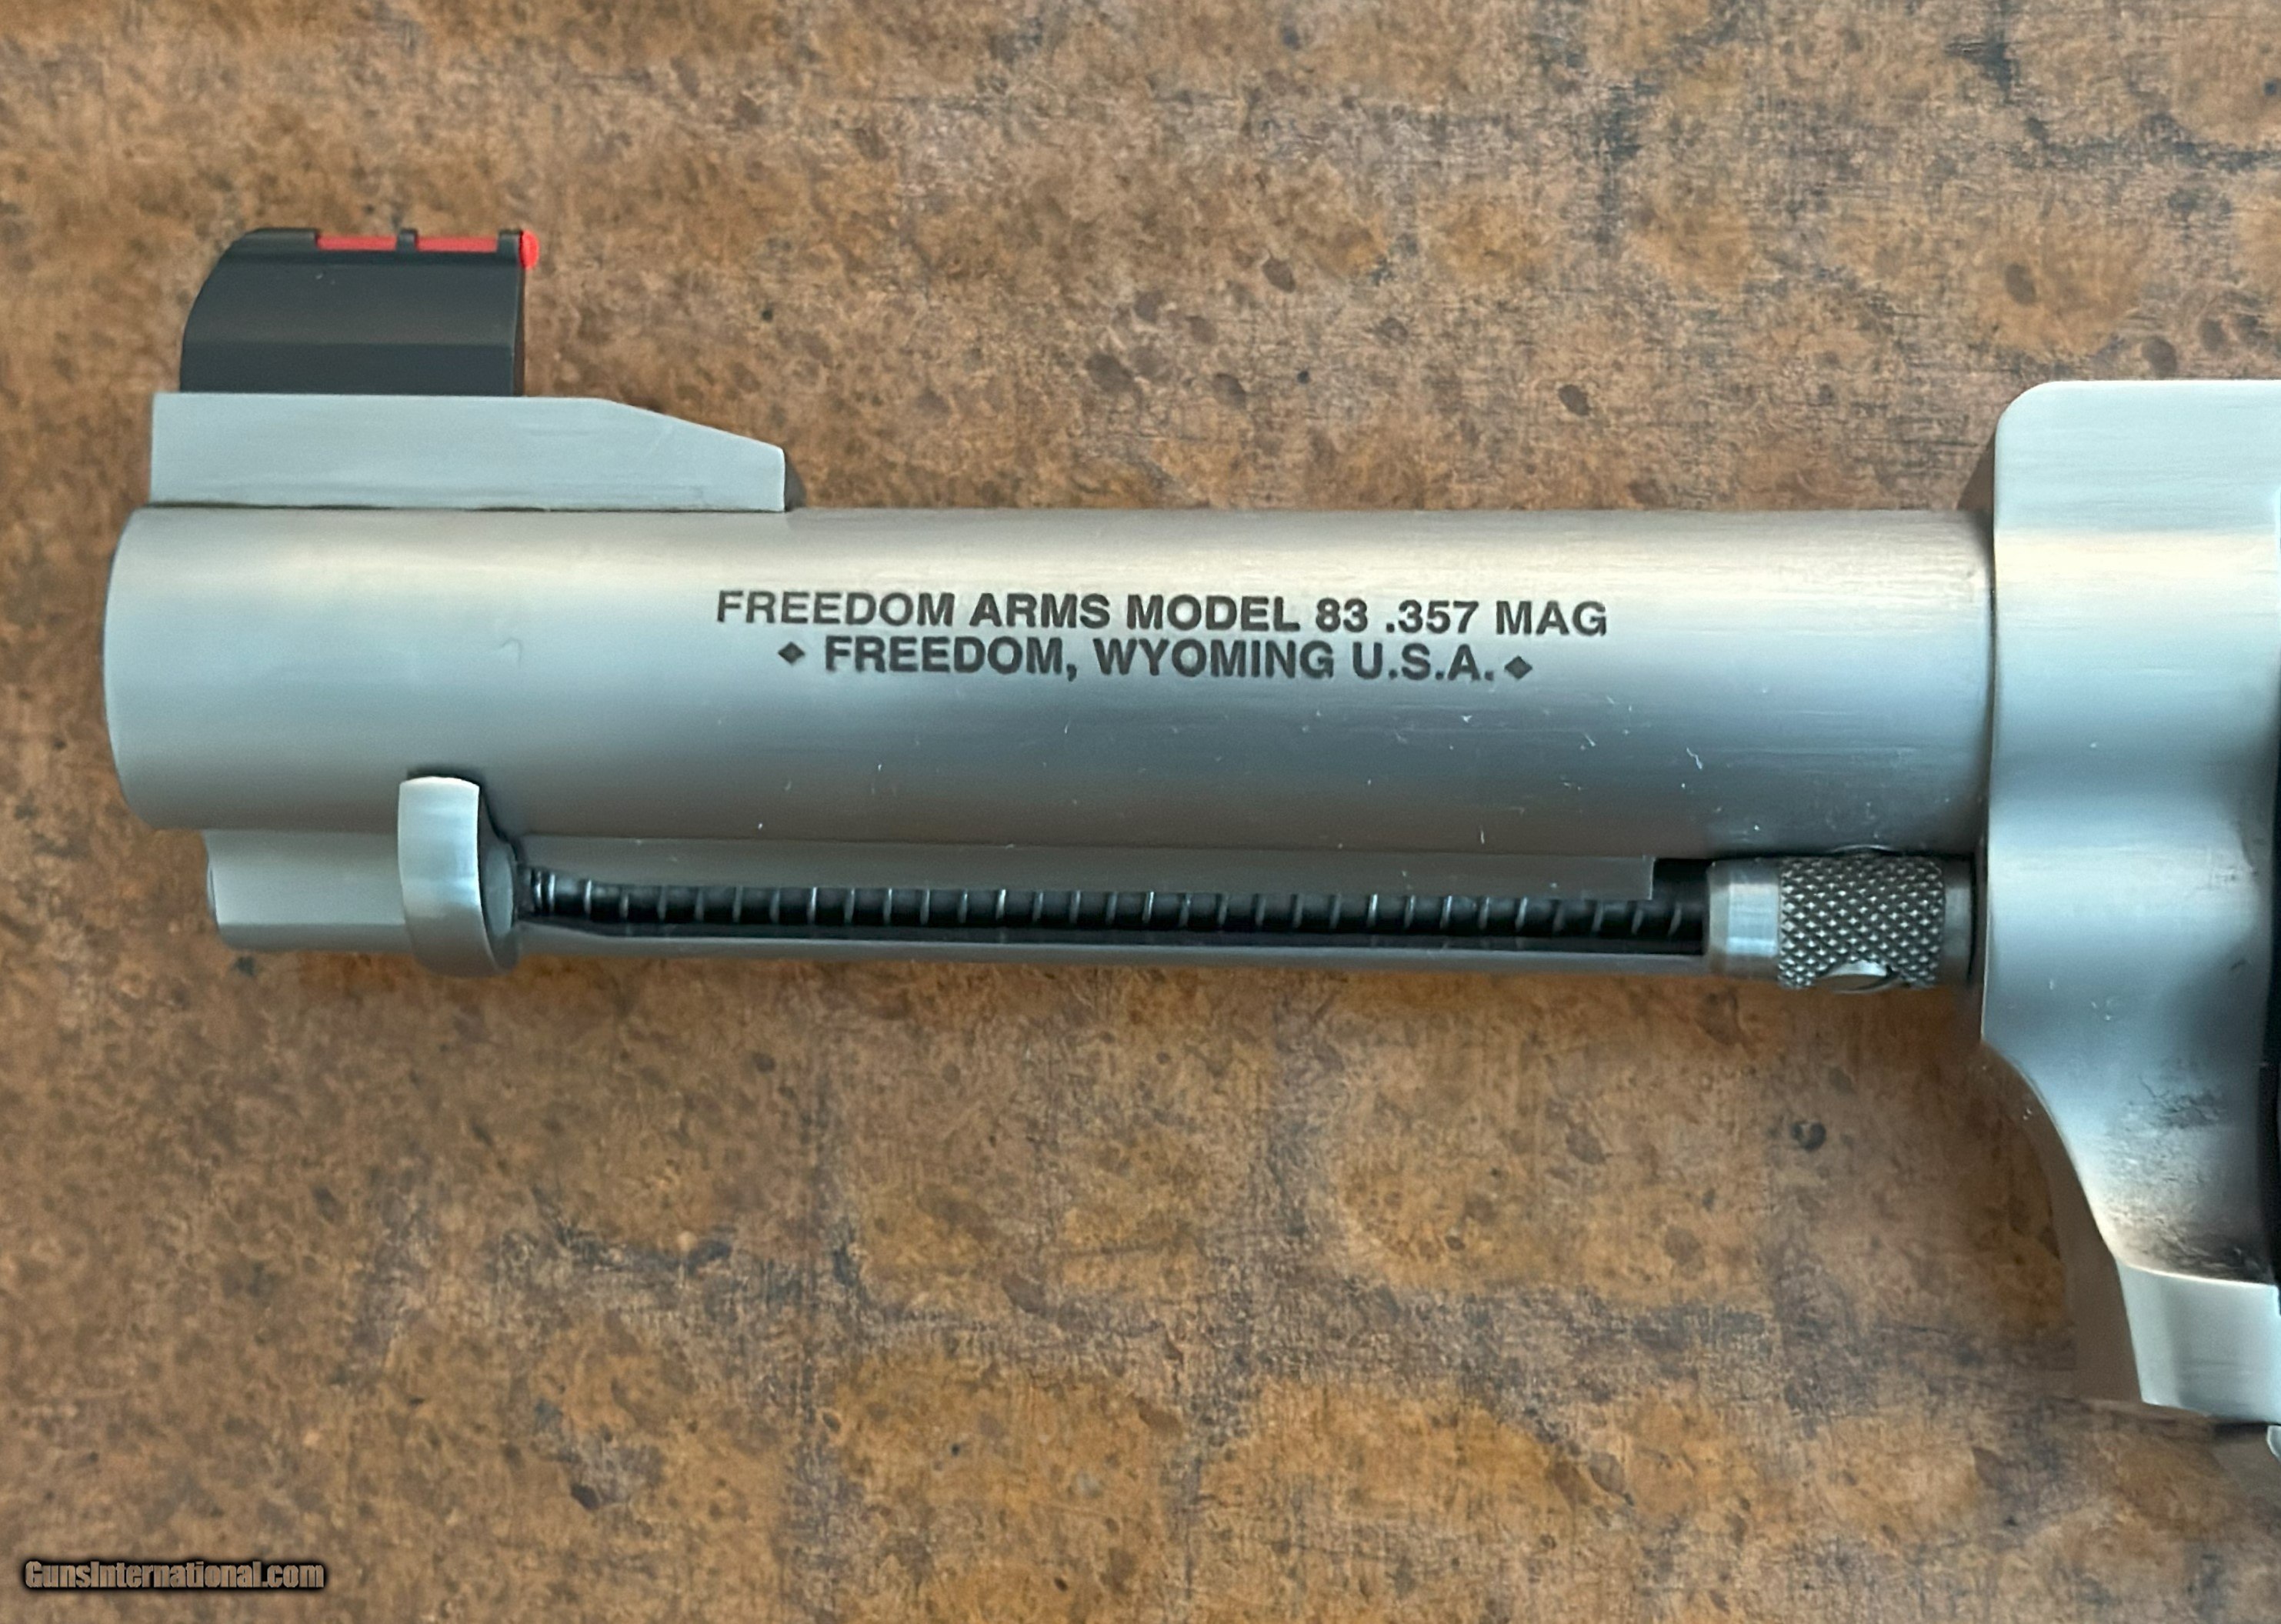 FREEDOM ARMS MODEL 83 .357 MAG
◆ FREEDOM, WYOMING U.S.A. ◆
GunsInternational.com